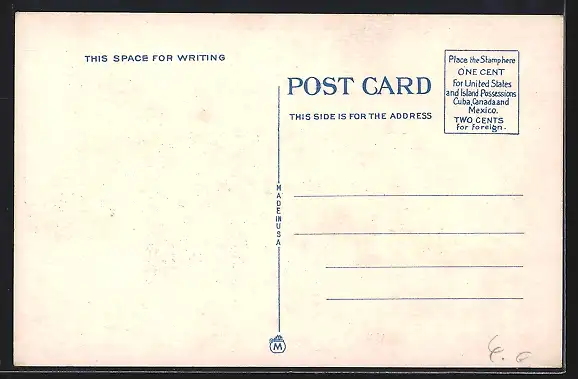 THIS SPACE FOR WRITING
POST CARD
THIS SIDE IS FOR THE ADDRESS
Place the Stamp here
ONE CENT
For United States
and Island Possessions
Cuba, Canada and
Mexico.
TWO CENTS
For Foreign.
MADE IN USA
M